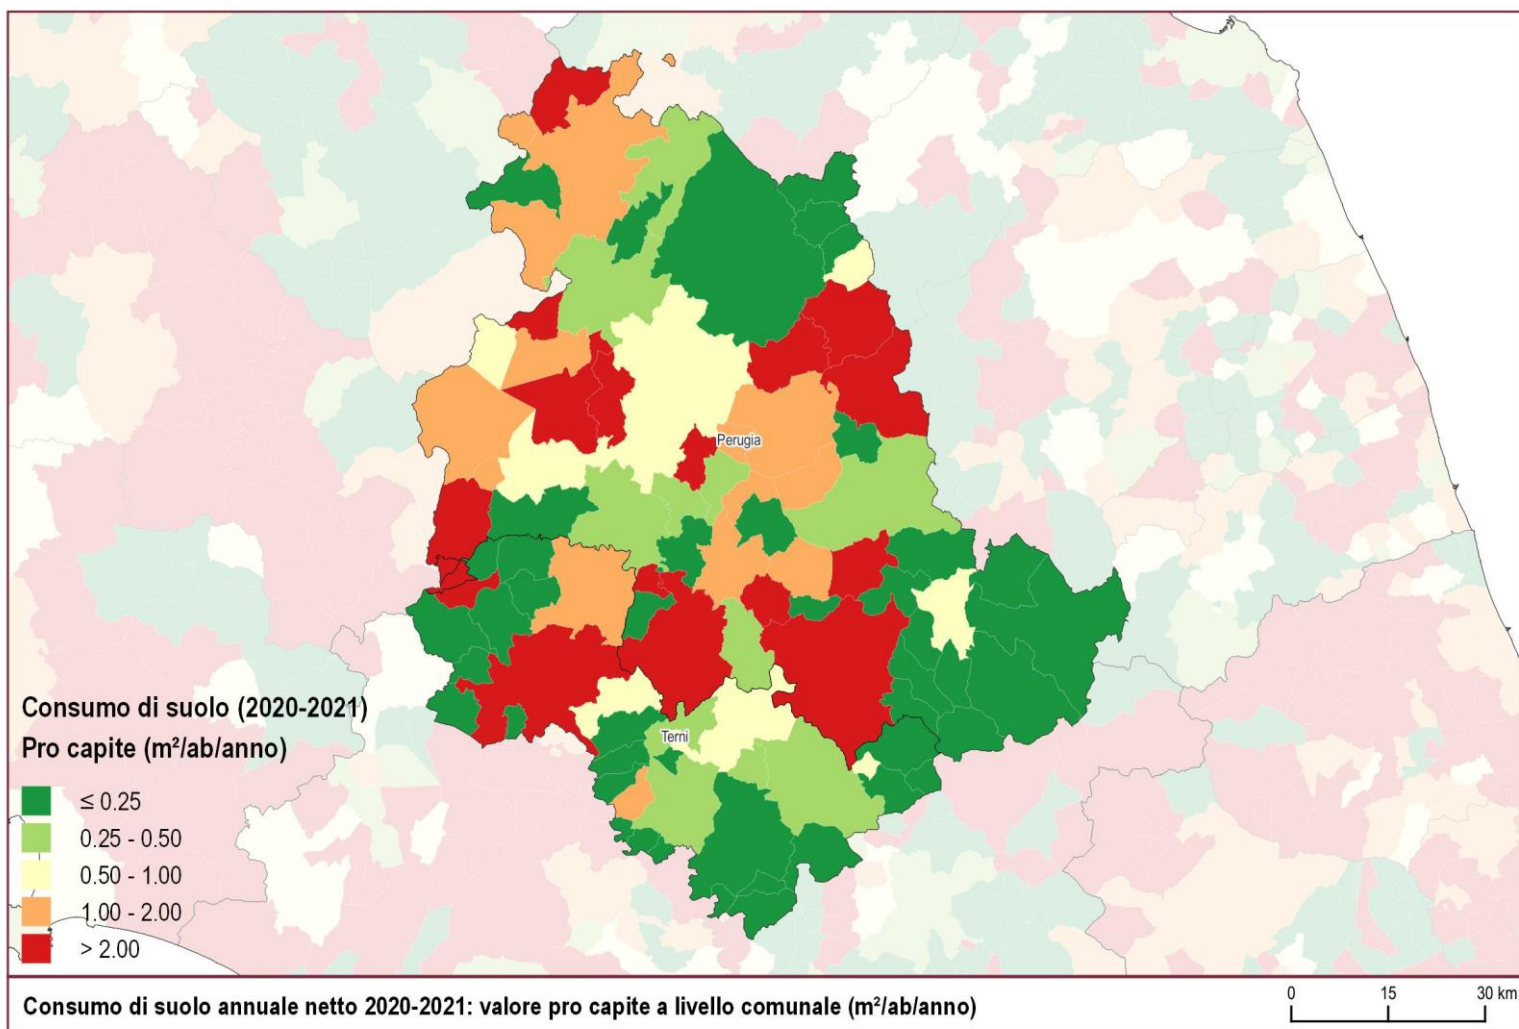 Perugia
Terni
Consumo di suolo (2020-2021)
Pro capite (m²/ab/anno)
≤ 0.25
0.25 - 0.50
0.50 - 1.00
1.00 - 2.00
> 2.00
Consumo di suolo annuale netto 2020-2021: valore pro capite a livello comunale (m²/ab/anno)
0 15 30 km